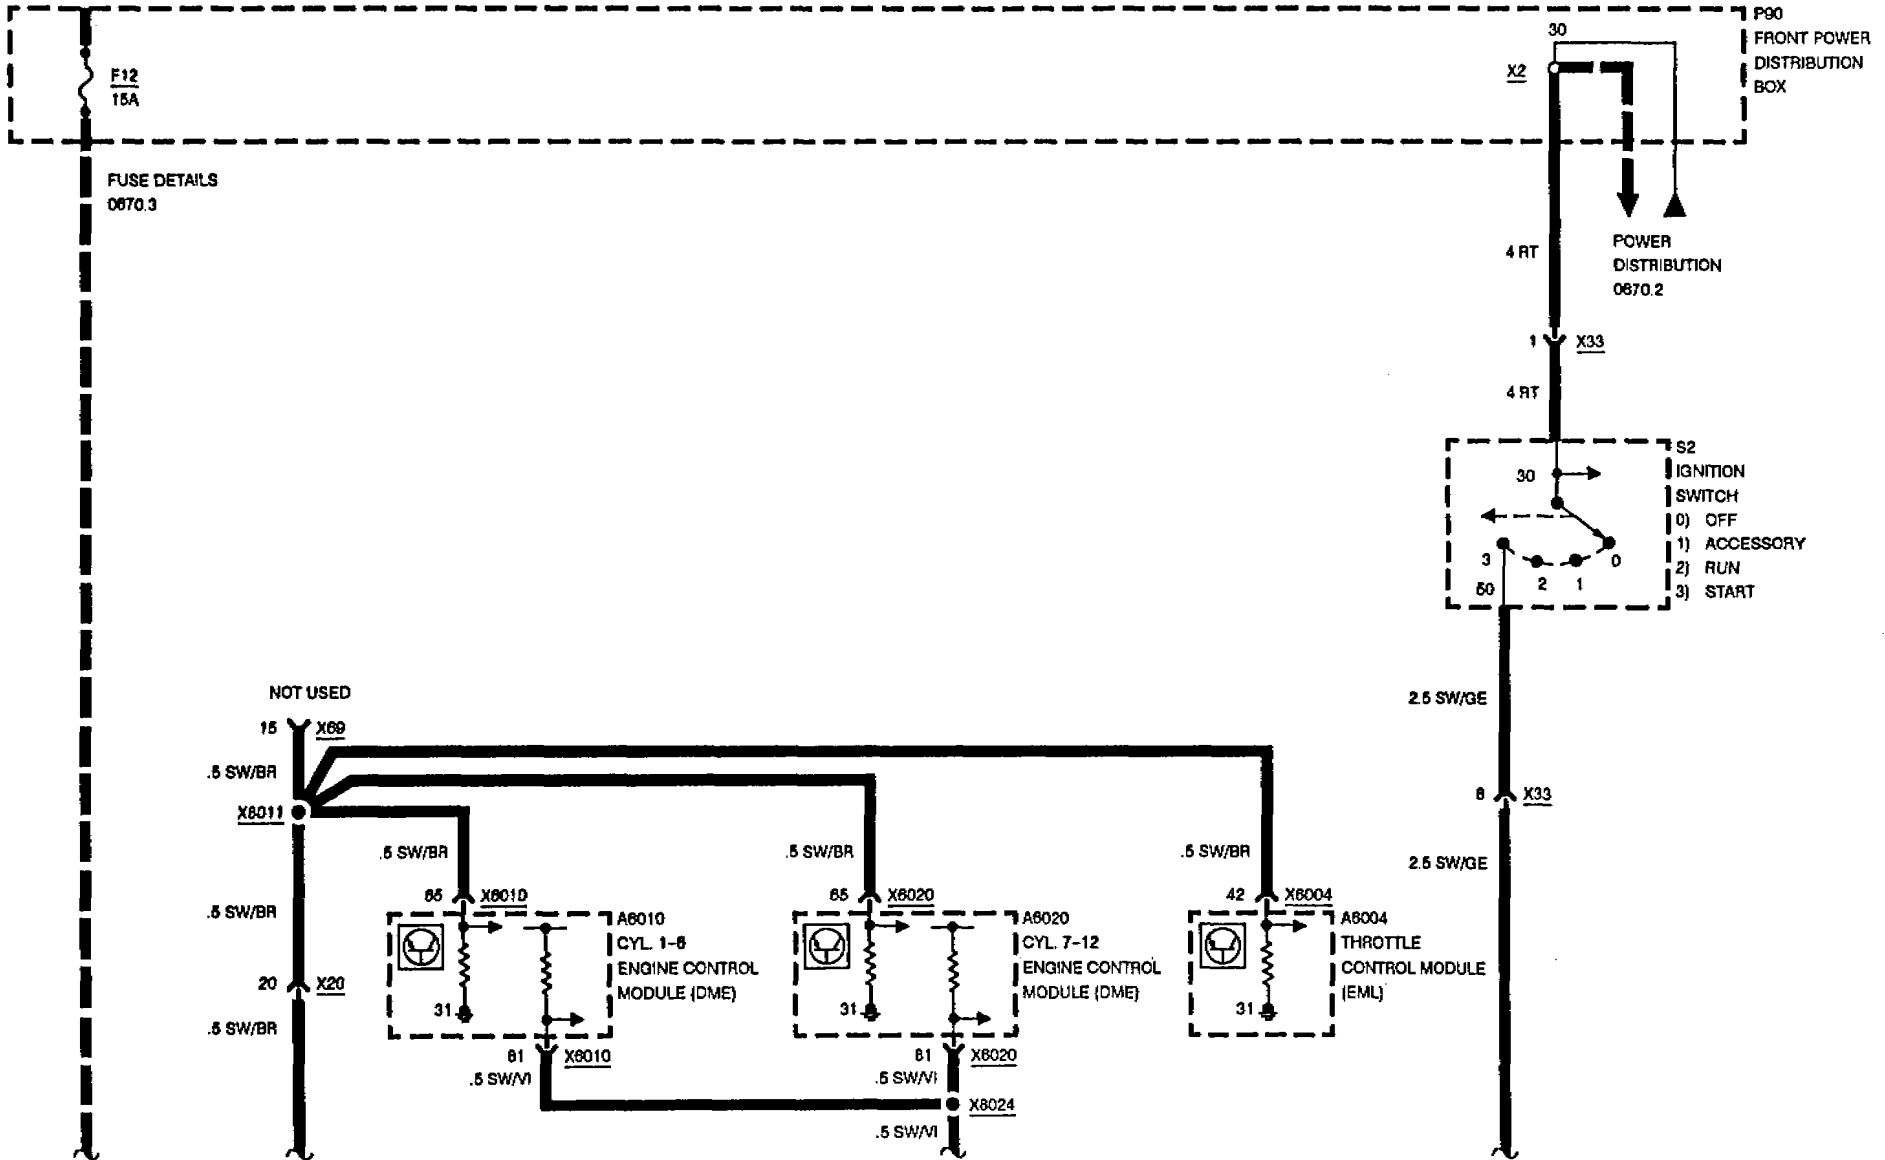 P90
FRONT POWER
DISTRIBUTION
BOX
30
X2
F12
15A
FUSE DETAILS
0670.3
4 RT
POWER
DISTRIBUTION
0670.2
1 X33
4 RT
S2
IGNITION
SWITCH
0) OFF
1) ACCESSORY
2) RUN
3) START
30
3 2 1 0
50
NOT USED
15 X69
.5 SW/BR
X6011
2.5 SW/GE
8 X33
2.5 SW/GE
.5 SW/BR
.5 SW/BR
.5 SW/BR
65 X6010
65 X6020
42 X6004
.5 SW/BR
A6010
CYL. 1-6
ENGINE CONTROL
MODULE (DME)
31
A6020
CYL. 7-12
ENGINE CONTROL
MODULE (DME)
31
A6004
THROTTLE
CONTROL MODULE
(EML)
31
20 X20
.5 SW/BR
61 X6010
.5 SW/VI
61 X6020
.5 SW/VI
X6024
.5 SW/VI